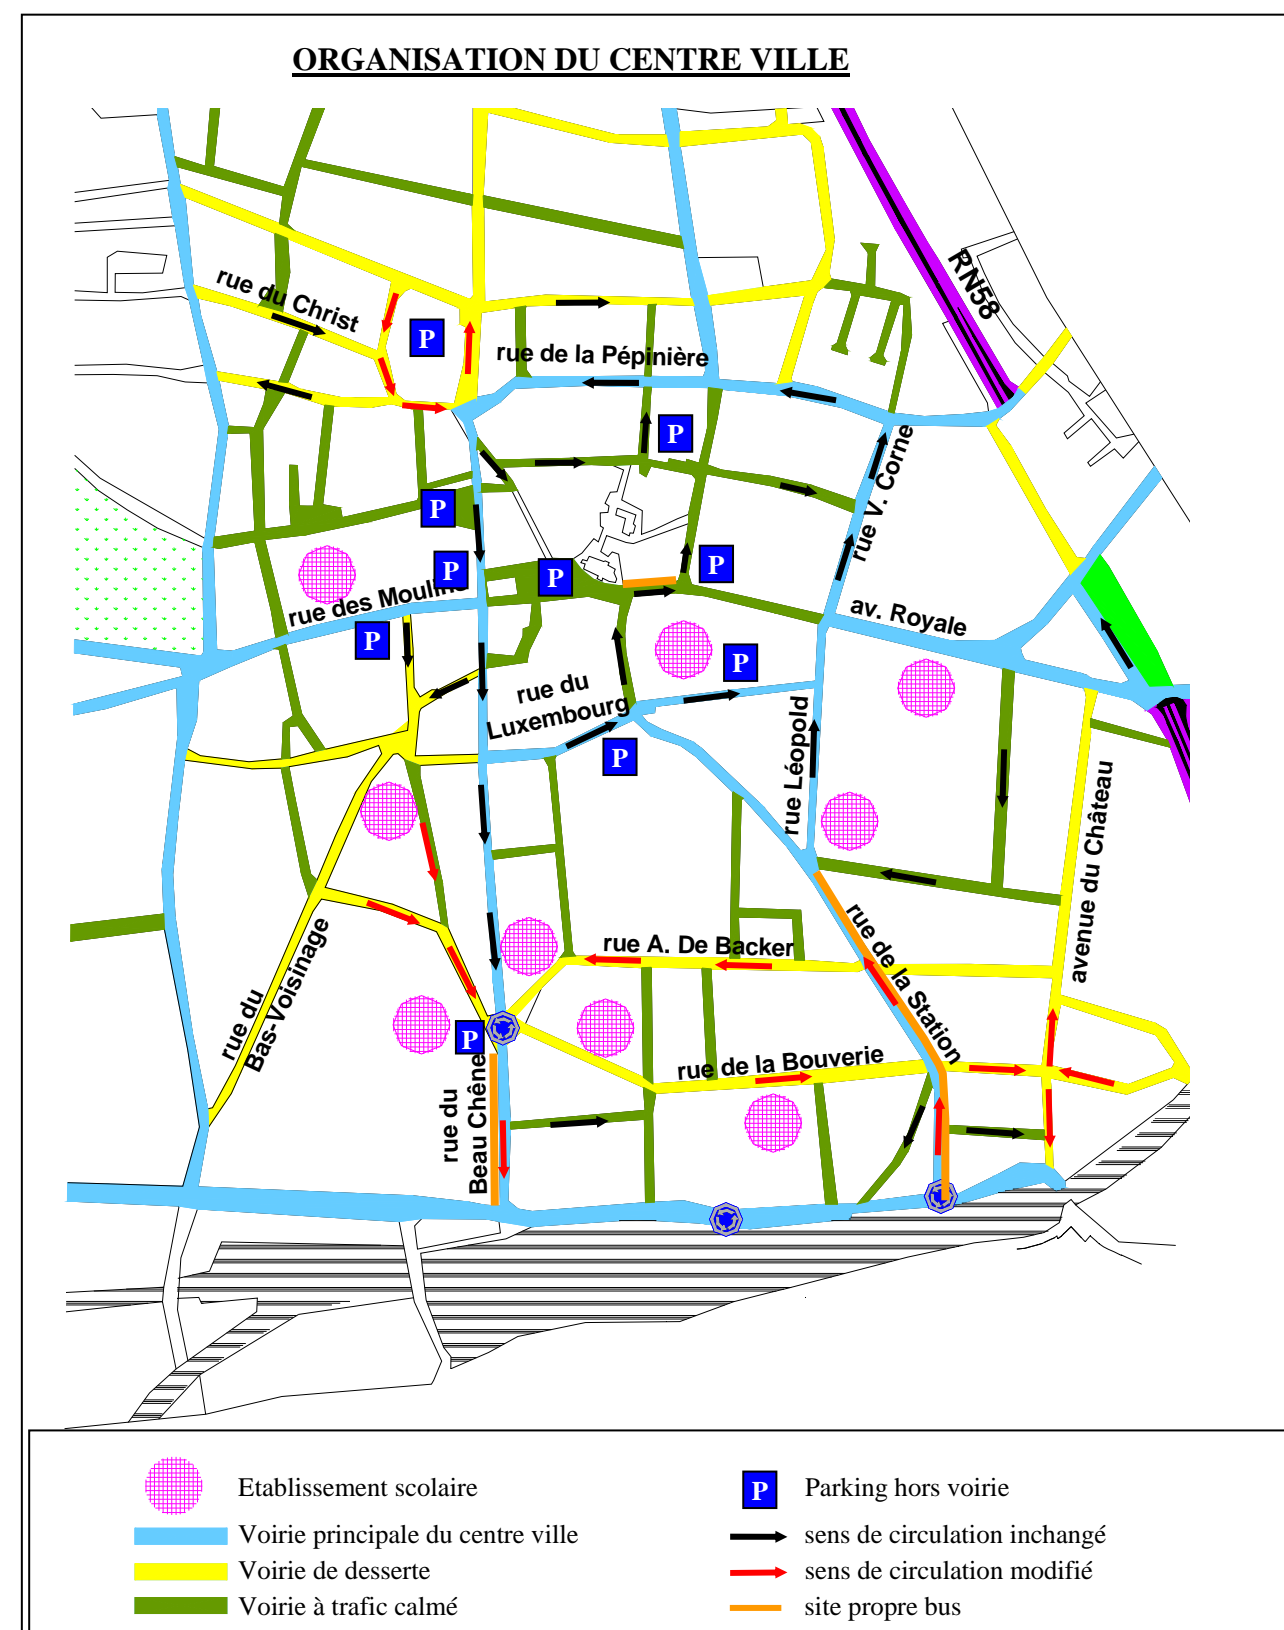 ORGANISATION DU CENTRE VILLE
RN58
rue du Christ
P
rue de la Pépinière
P
rue V. Corne
P
P
P
P
rue des Mouline
P
av. Royale
P
rue du
Luxembourg
P
rue Léopold
avenue du Château
rue A. De Backer
rue de la Station
rue du
Bas-Voisinage
P
rue de la Bouverie
rue du
Beau Chêne
Etablissement scolaire
P Parking hors voirie
Voirie principale du centre ville
sens de circulation inchangé
Voirie de desserte
sens de circulation modifié
Voirie à trafic calmé
site propre bus